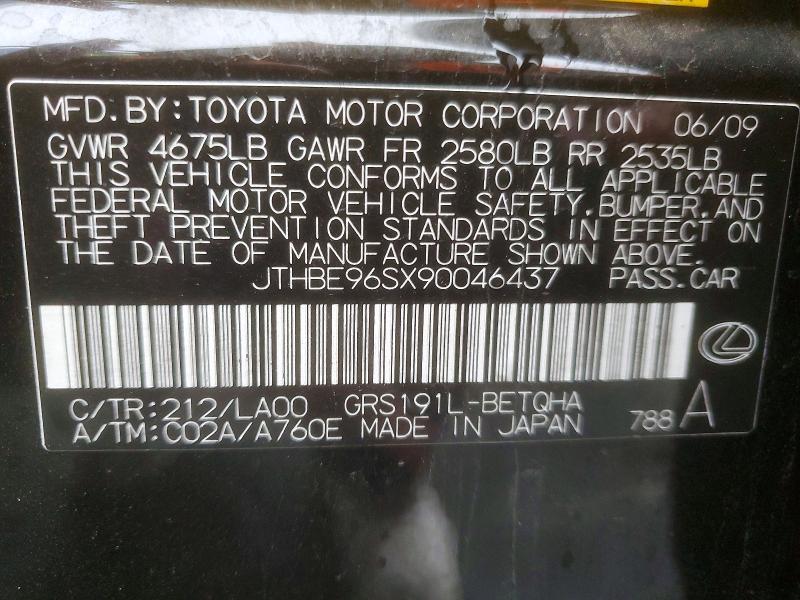 MFD.BY:TOYOTA MOTOR CORPORATION 06/09
GVWR 4675LB GAWR FR 2580LB RR 2535LB
THIS VEHICLE CONFORMS TO ALL APPLICABLE
FEDERAL MOTOR VEHICLE SAFETY,BUMPER,AND
THEFT PREVENTION STANDARDS IN EFFECT ON
THE DATE OF MANUFACTURE SHOWN ABOVE.
JTHBE96SX90046437 PASS.CAR
C/TR:212/LA00 GRS191L-BETQHA
A/TM:C02A/A760E MADE IN JAPAN 788 A